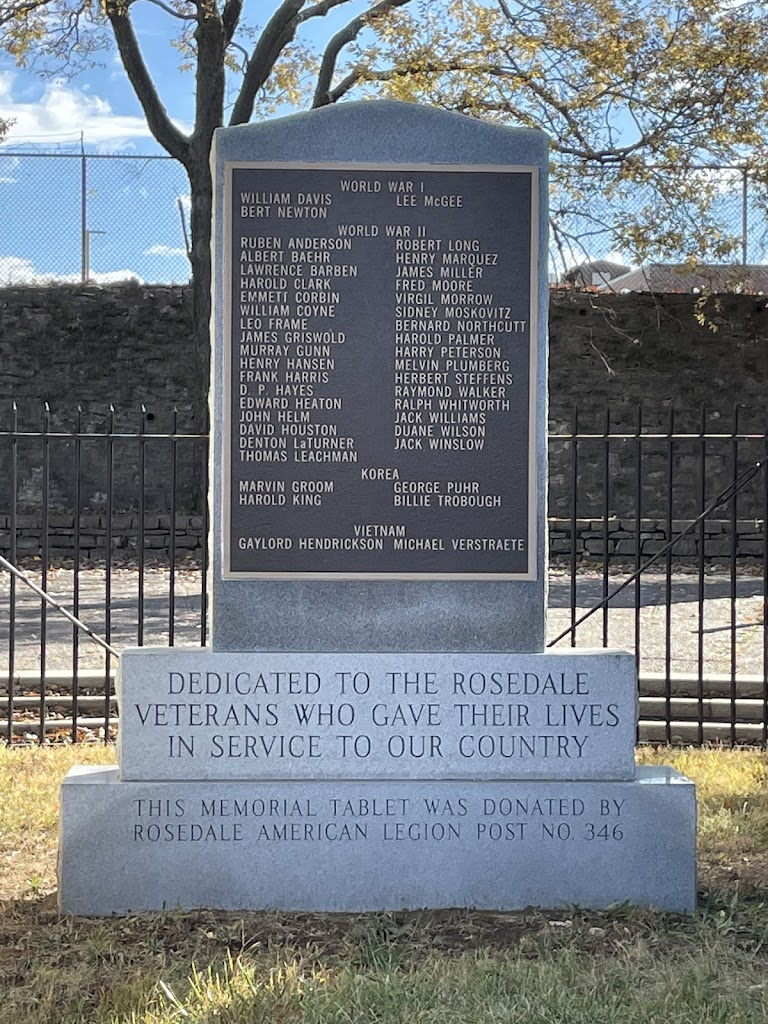 WORLD WAR I
WILLIAM DAVIS LEE McGEE
BERT NEWTON
WORLD WAR II
RUBEN ANDERSON ROBERT LONG
ALBERT BAEHR HENRY MARQUEZ
LAWRENCE BARBEN JAMES MILLER
HAROLD CLARK FRED MOORE
EMMETT CORBIN VIRGIL MORROW
WILLIAM COYNE SIDNEY MOSKOVITZ
LEO FRAME BERNARD NORTHCUTT
JAMES GRISWOLD HAROLD PALMER
MURRAY GUNN HARRY PETERSON
HENRY HANSEN MELVIN PLUMBERG
FRANK HARRIS HERBERT STEFFENS
D. P. HAYES RAYMOND WALKER
EDWARD HEATON RALPH WHITWORTH
JOHN HELM JACK WILLIAMS
DAVID HOUSTON DUANE WILSON
DENTON LaTURNER JACK WINSLOW
THOMAS LEACHMAN
KOREA
MARVIN GROOM GEORGE PUHR
HAROLD KING BILLIE TROBOUGH
VIETNAM
GAYLORD HENDRICKSON MICHAEL VERSTRAETE
DEDICATED TO THE ROSEDALE
VETERANS WHO GAVE THEIR LIVES
IN SERVICE TO OUR COUNTRY
THIS MEMORIAL TABLET WAS DONATED BY
ROSEDALE AMERICAN LEGION POST NO. 346